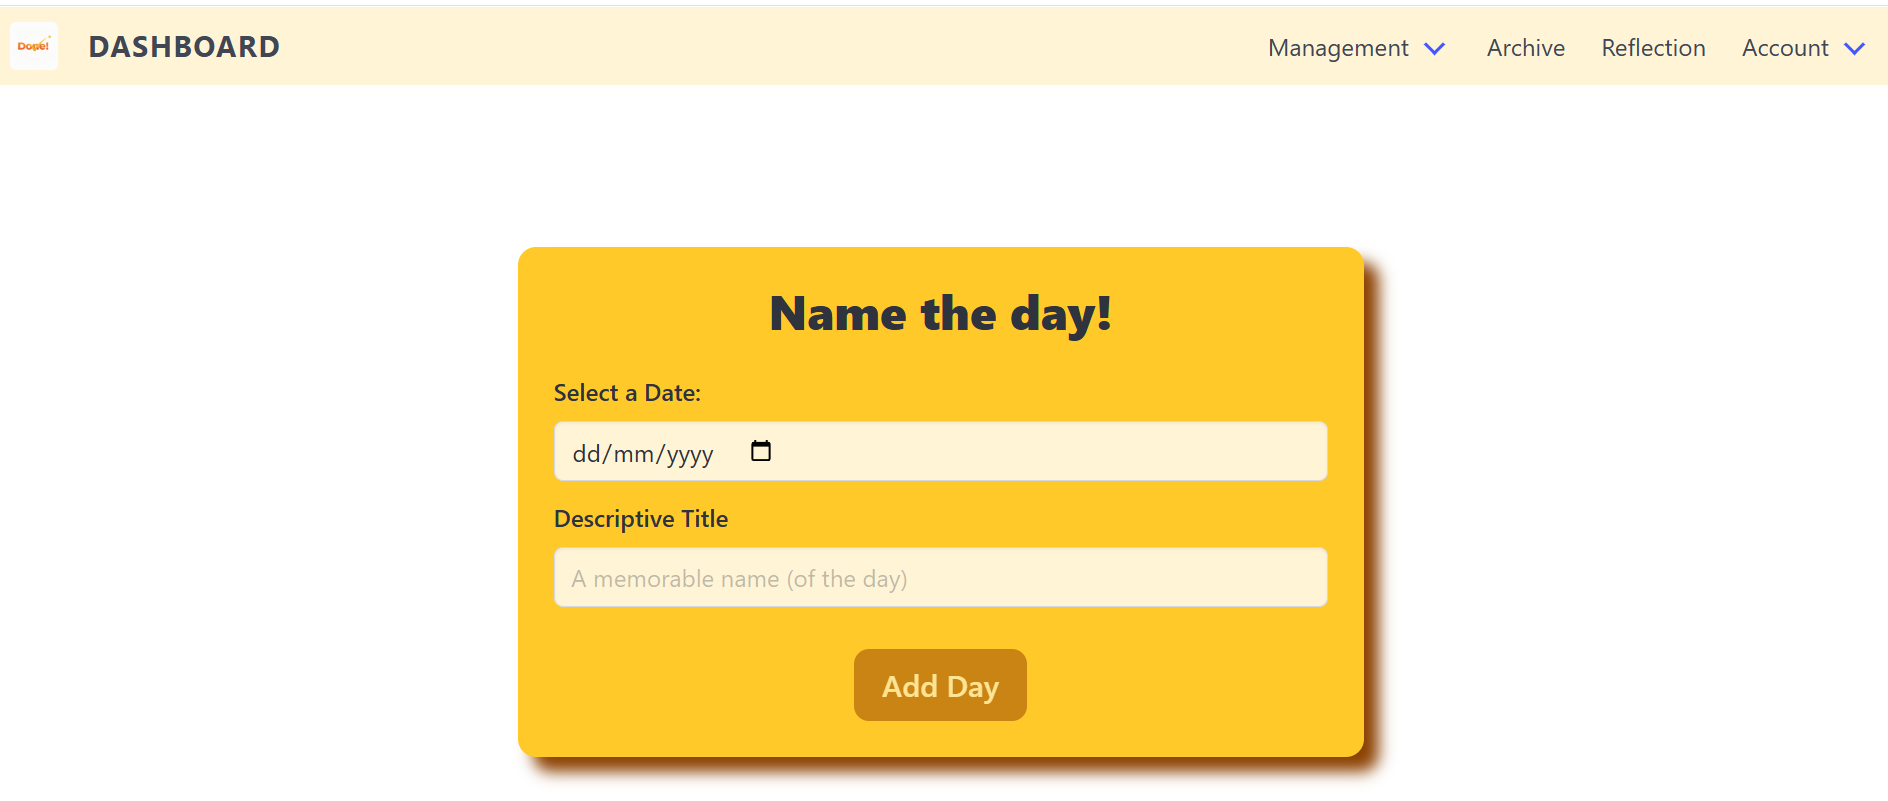 Done!
DASHBOARD
Management
Archive
Reflection
Account
Name the day!
Select a Date:
dd/mm/yyyy
Descriptive Title
A memorable name (of the day)
Add Day